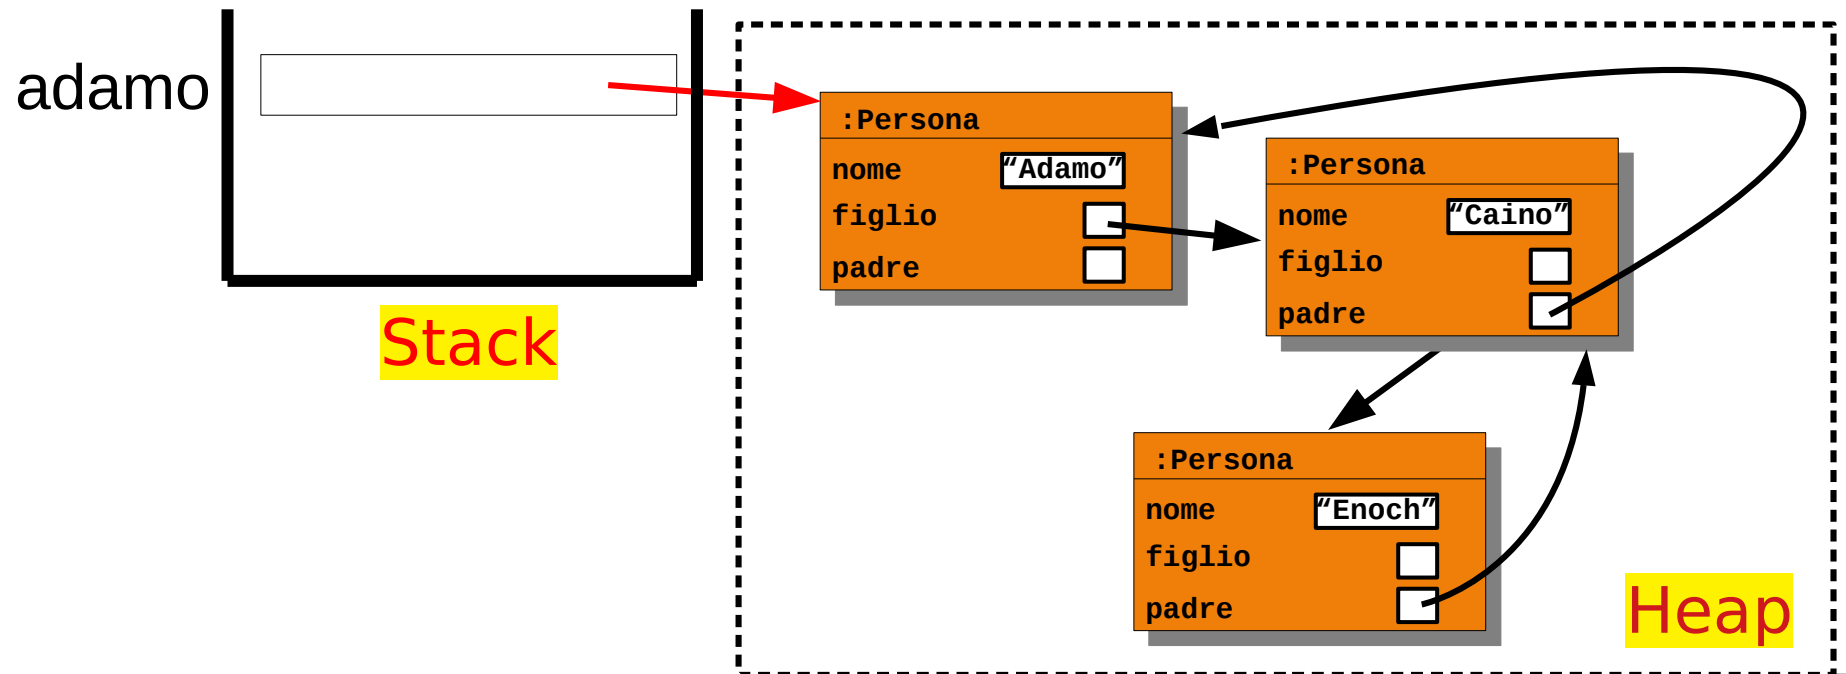 adamo
Stack
:Persona
nome “Adamo”
figlio
padre
:Persona
nome “Caino”
figlio
padre
:Persona
nome “Enoch”
figlio
padre
Heap